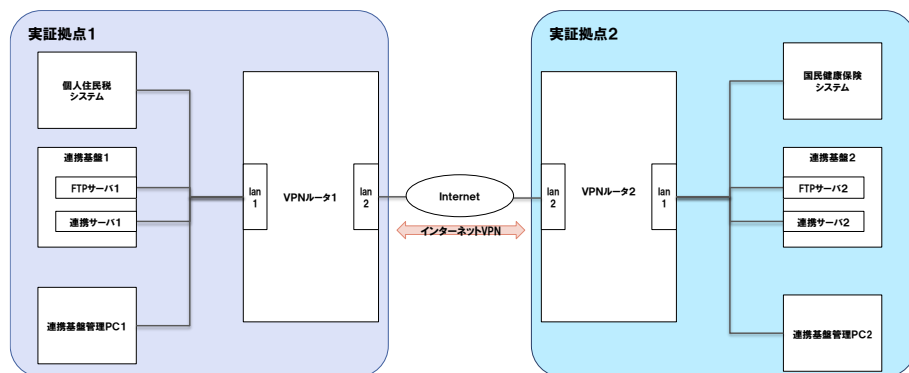 実証拠点1
個人住民税
システム
連携基盤1
FTPサーバ1
連携サーバ1
連携基盤管理PC1
lan
1
VPNルータ1
lan
2
Internet
インターネットVPN
実証拠点2
lan
2
VPNルータ2
lan
1
国民健康保険
システム
連携基盤2
FTPサーバ2
連携サーバ2
連携基盤管理PC2